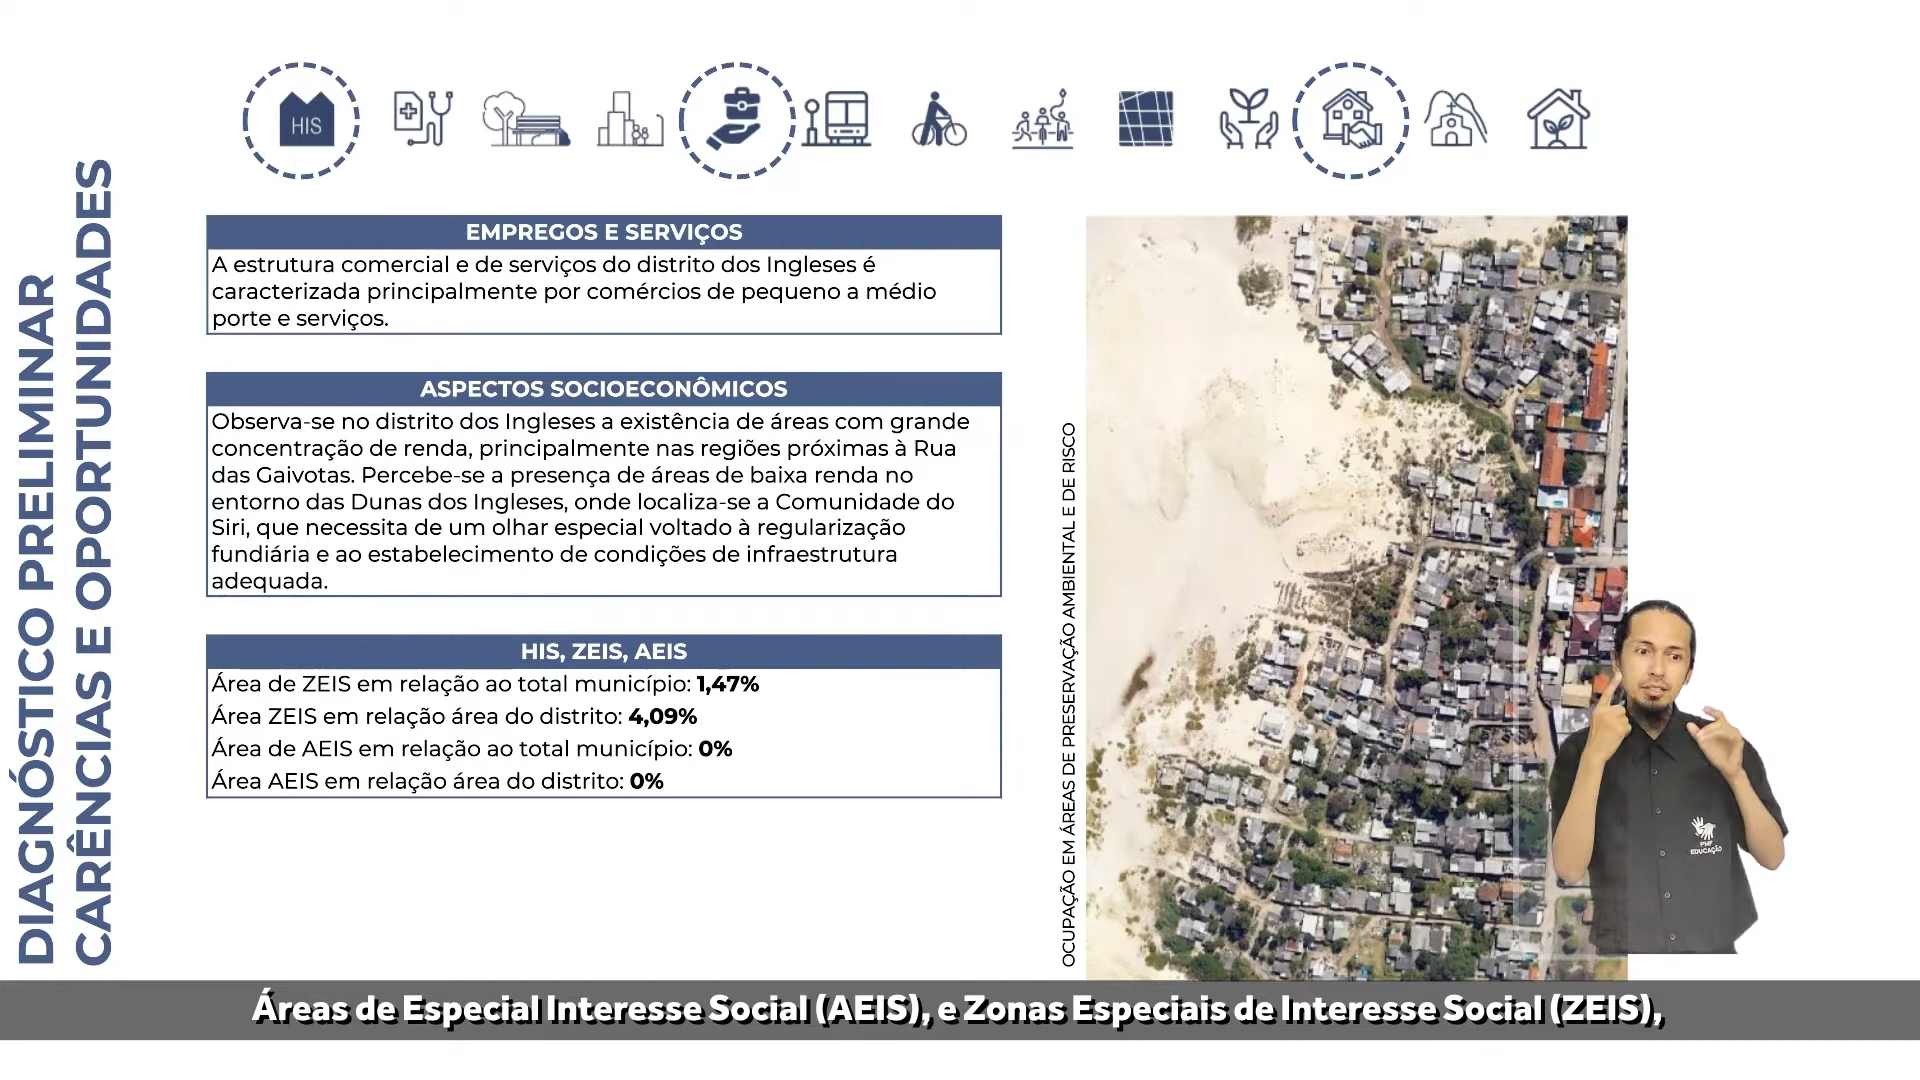 DIAGNÓSTICO PRELIMINAR
CARÊNCIAS E OPORTUNIDADES
HIS
EMPREGOS E SERVIÇOS
A estrutura comercial e de serviços do distrito dos Ingleses é
caracterizada principalmente por comércios de pequeno a médio
porte e serviços.
ASPECTOS SOCIOECONÔMICOS
Observa-se no distrito dos Ingleses a existência de áreas com grande
concentração de renda, principalmente nas regiões próximas à Rua
das Gaivotas. Percebe-se a presença de áreas de baixa renda no
entorno das Dunas dos Ingleses, onde localiza-se a Comunidade do
Siri, que necessita de um olhar especial voltado à regularização
fundiária e ao estabelecimento de condições de infraestrutura
adequada.
HIS, ZEIS, AEIS
Área de ZEIS em relação ao total município: 1,47%
Área ZEIS em relação área do distrito: 4,09%
Área de AEIS em relação ao total município: 0%
Área AEIS em relação área do distrito: 0%
OCUPAÇÃO EM ÁREAS DE PRESERVAÇÃO AMBIENTAL E DE RISCO
PMF
EDUCAÇÃO
Áreas de Especial Interesse Social (AEIS), e Zonas Especiais de Interesse Social (ZEIS),